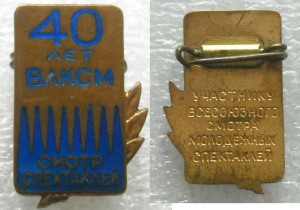 40
ЛЕТ
ВЛКСМ
СМОТР
СПЕКТАКЛЕЙ
УЧАСТНИКУ
ВСЕСОЮЗНОГО
СМОТРА
МОЛОДЕЖНЫХ
СПЕКТАКЛЕЙ